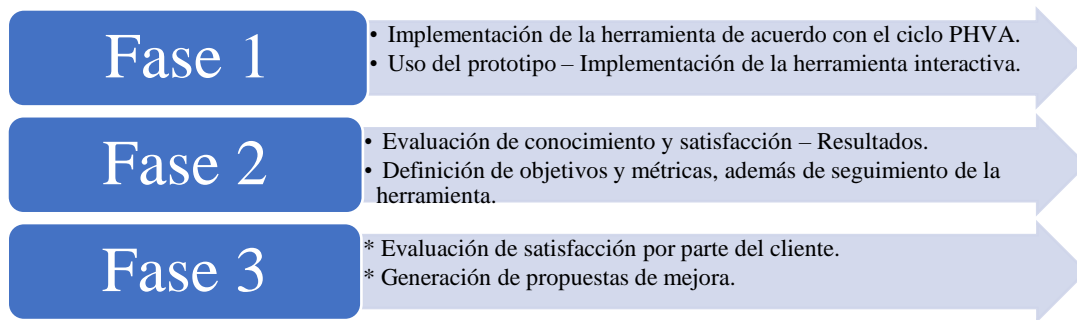 Fase 1
• Implementación de la herramienta de acuerdo con el ciclo PHVA.
• Uso del prototipo – Implementación de la herramienta interactiva.
Fase 2
• Evaluación de conocimiento y satisfacción – Resultados.
• Definición de objetivos y métricas, además de seguimiento de la
herramienta.
Fase 3
* Evaluación de satisfacción por parte del cliente.
* Generación de propuestas de mejora.